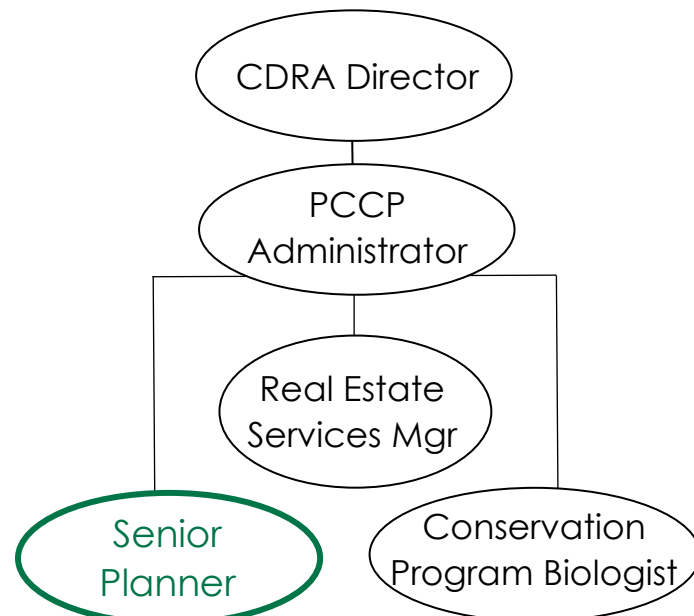 CDRA Director
PCCP
Administrator
Real Estate
Services Mgr
Senior
Planner
Conservation
Program Biologist